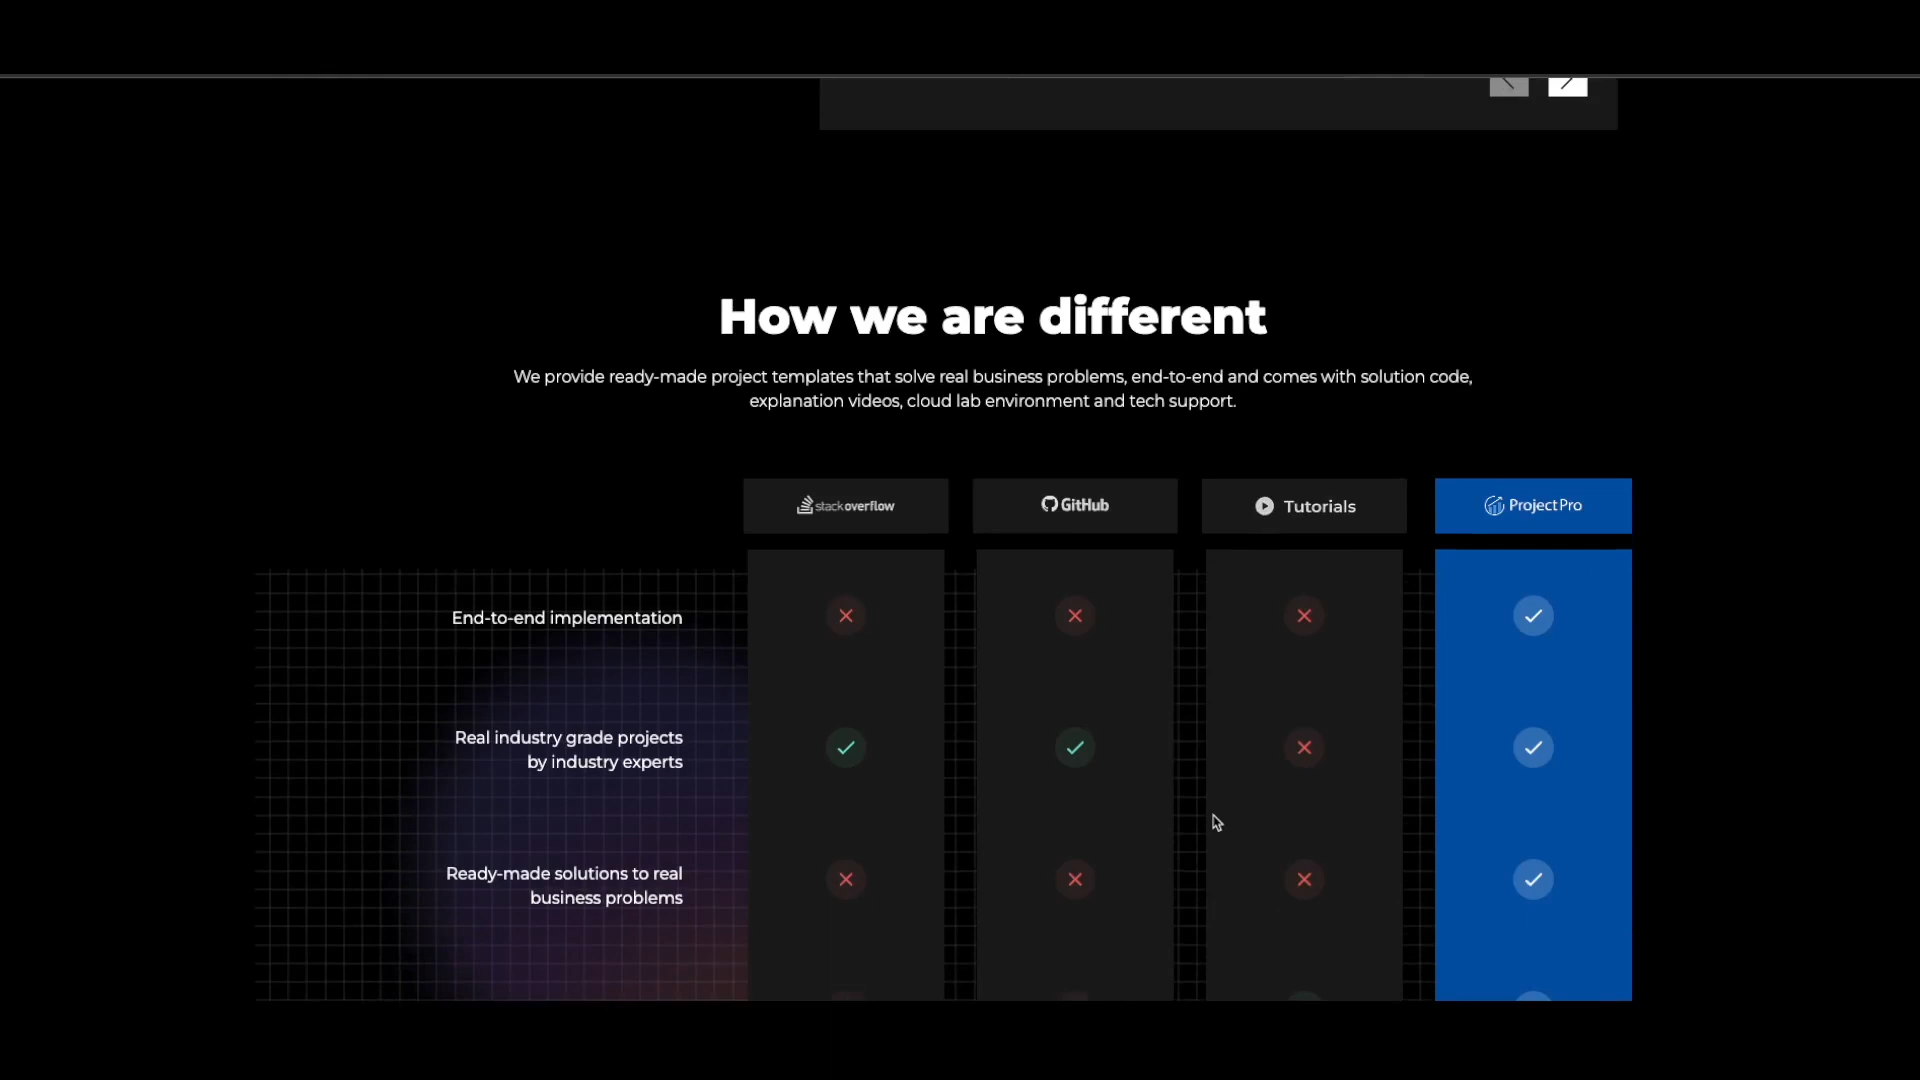 How we are different
We provide ready-made project templates that solve real business problems, end-to-end and comes with solution code,
explanation videos, cloud lab environment and tech support.
stackoverflow
GitHub
Tutorials
ProjectPro
End-to-end implementation
Real industry grade projects
by industry experts
Ready-made solutions to real
business problems